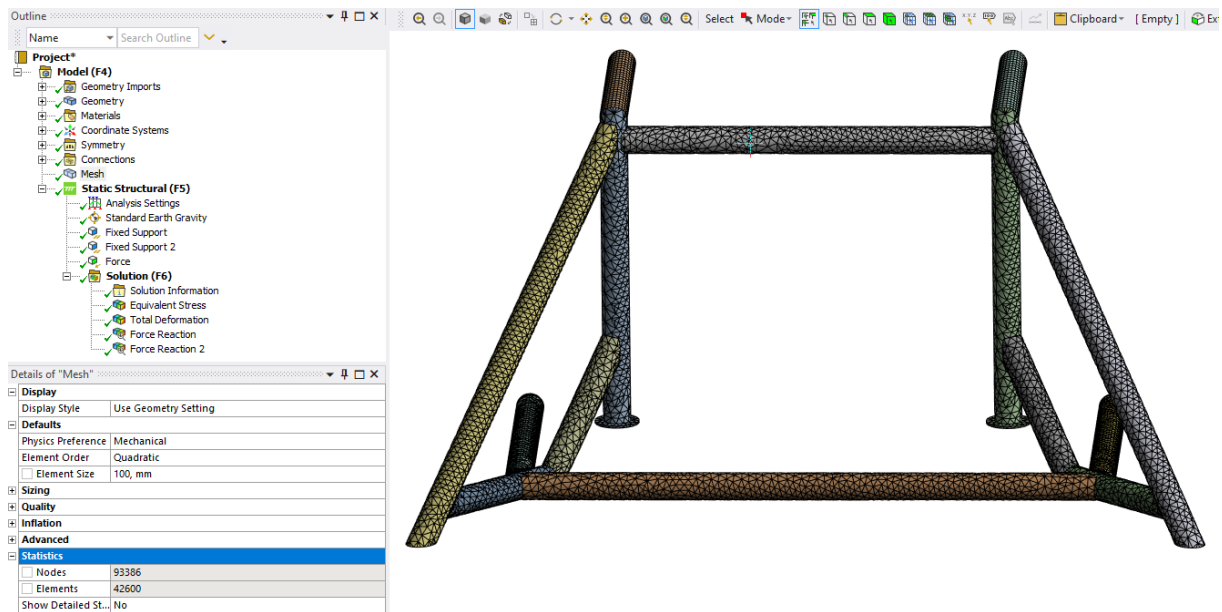 Outline
Name Search Outline
Project*
Model (F4)
Geometry Imports
Geometry
Materials
Coordinate Systems
Symmetry
Connections
Mesh
Static Structural (F5)
Analysis Settings
Standard Earth Gravity
Fixed Support
Fixed Support 2
Force
Solution (F6)
Solution Information
Equivalent Stress
Total Deformation
Force Reaction
Force Reaction 2
Details of "Mesh"
Display
Display Style Use Geometry Setting
Defaults
Physics Preference Mechanical
Element Order Quadratic
Element Size 100, mm
Sizing
Quality
Inflation
Advanced
Statistics
Nodes 93386
Elements 42600
Show Detailed St... No
Select Mode Clipboard [ Empty ] Ext